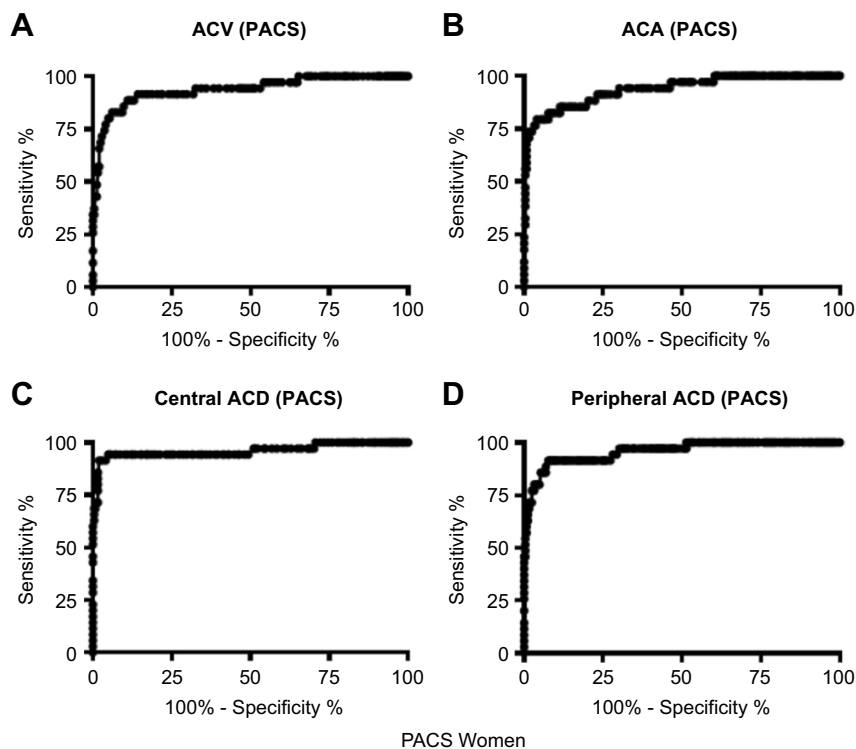 A
ACV (PACS)
100
75
50
25
0
Sensitivity %
0 25 50 75 100
100% - Specificity %
B
ACA (PACS)
100
75
50
25
0
Sensitivity %
0 25 50 75 100
100% - Specificity %
C
Central ACD (PACS)
100
75
50
25
0
Sensitivity %
0 25 50 75 100
100% - Specificity %
D
Peripheral ACD (PACS)
100
75
50
25
0
Sensitivity %
0 25 50 75 100
100% - Specificity %
PACS Women